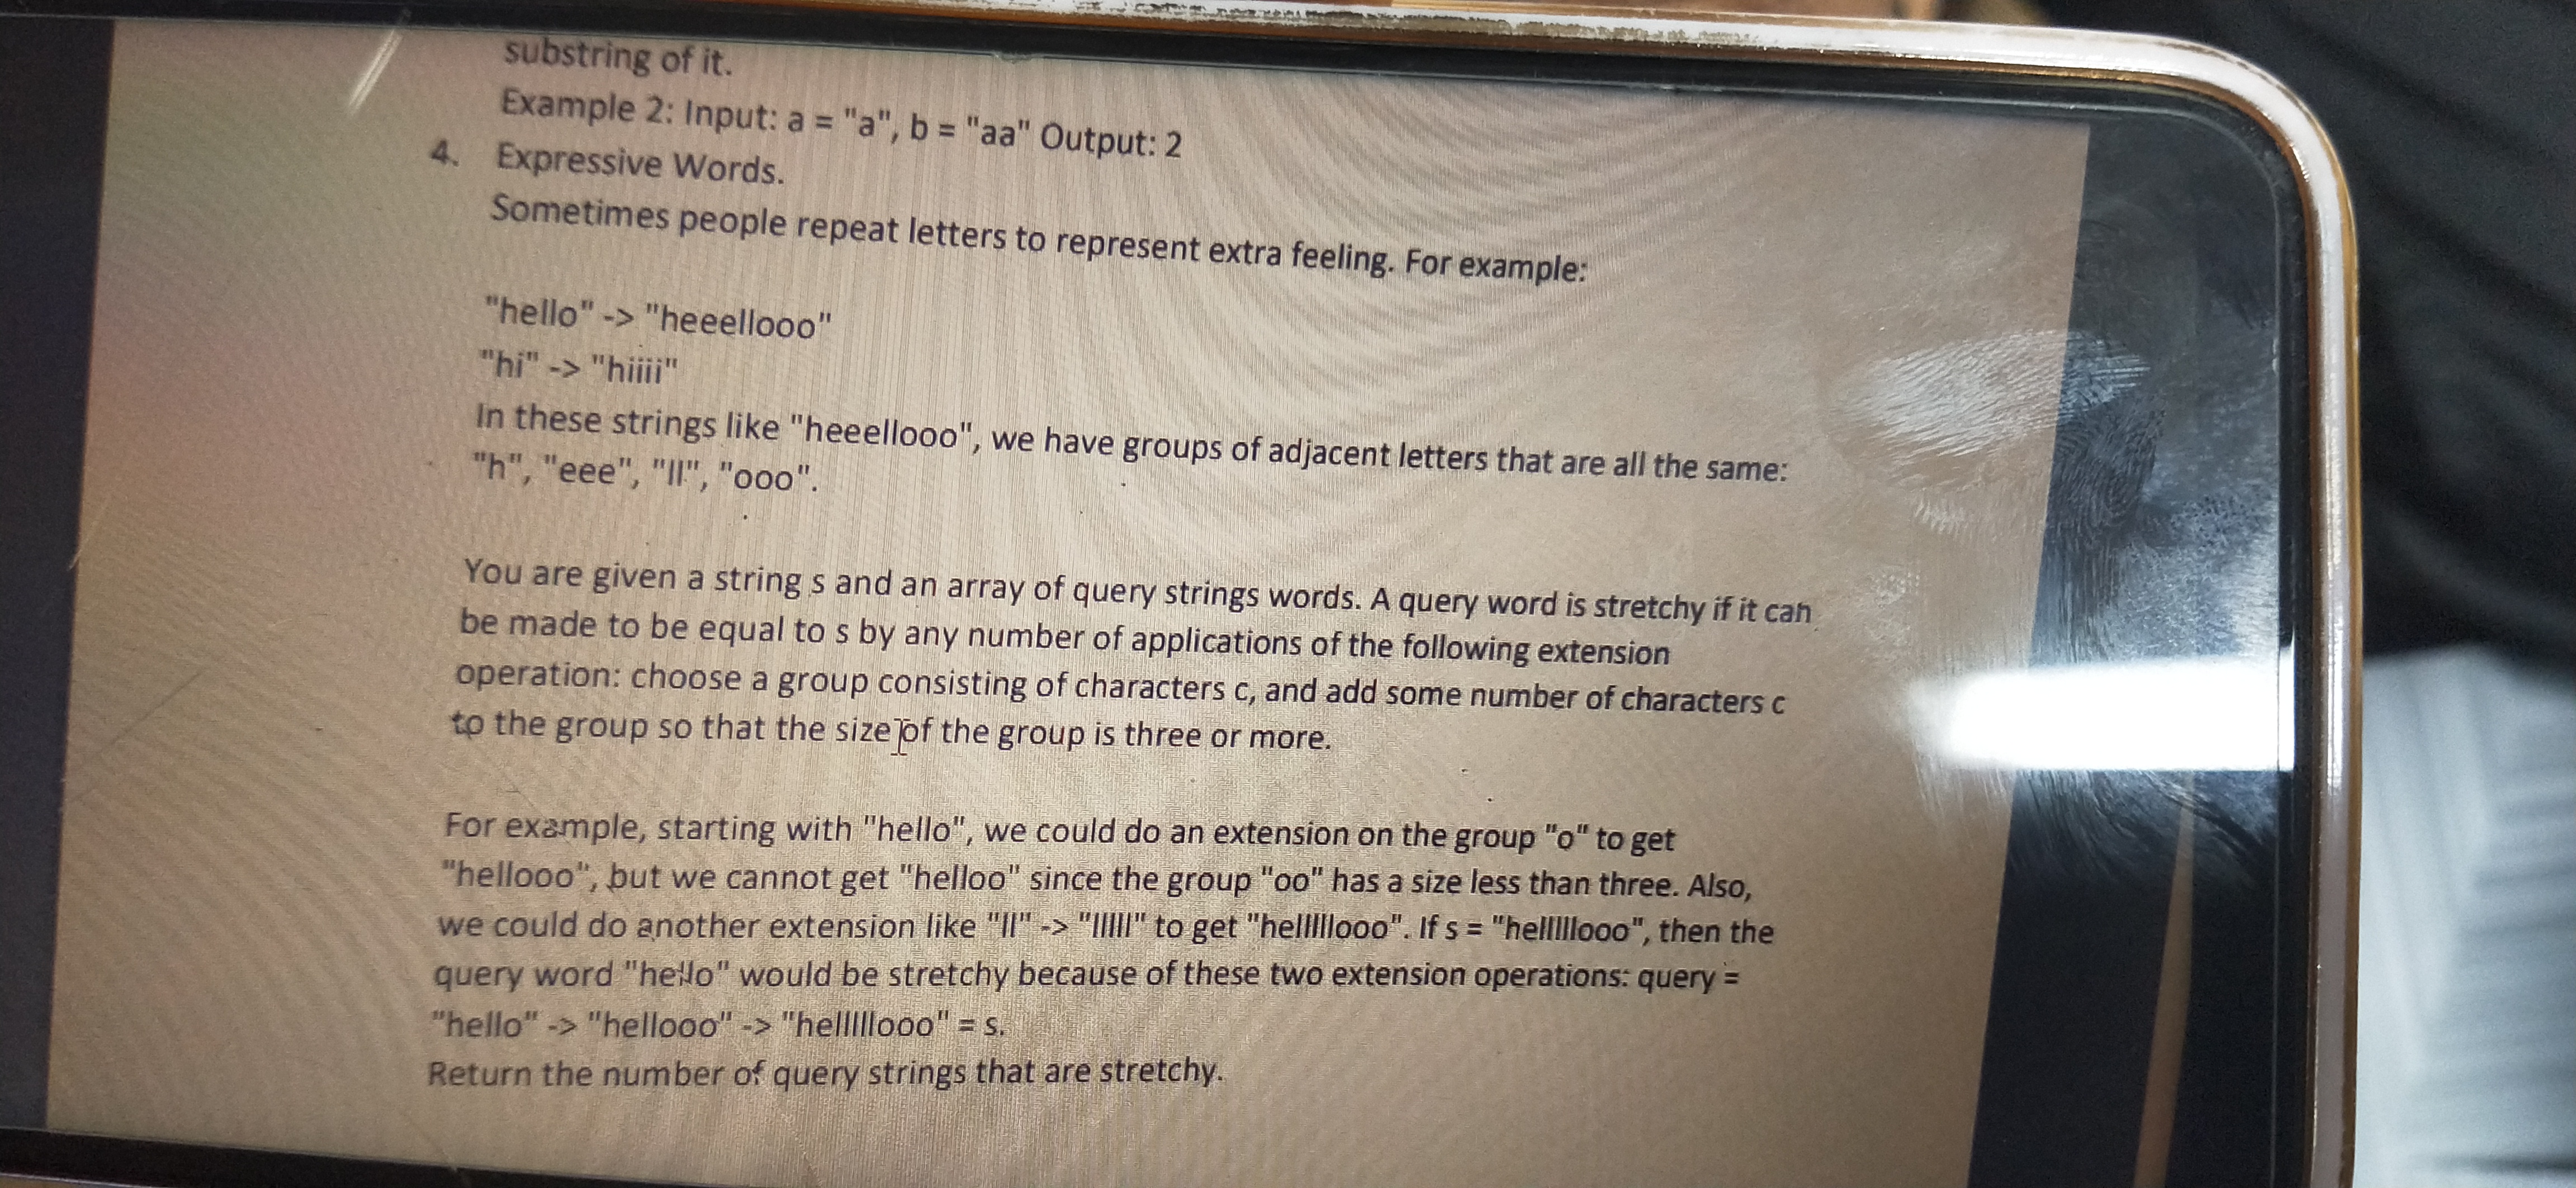 substring of it.
Example 2: Input: a = "a", b = "aa" Output: 2
4. Expressive Words.
Sometimes people repeat letters to represent extra feeling. For example:
"hello" -> "heeellooo"
"hi" -> "hiiii"
In these strings like "heeellooo", we have groups of adjacent letters that are all the same:
"h", "eee", "ll", "ooo".
You are given a string s and an array of query strings words. A query word is stretchy if it can
be made to be equal to s by any number of applications of the following extension
operation: choose a group consisting of characters c, and add some number of characters c
to the group so that the size of the group is three or more.
For example, starting with "hello", we could do an extension on the group "o" to get
"hellooo", but we cannot get "helloo" since the group "oo" has a size less than three. Also,
we could do another extension like "ll" -> "lllll" to get "helllllooo". If s = "helllllooo", then the
query word "hello" would be stretchy because of these two extension operations: query =
"hello" -> "hellooo" -> "helllllooo" = s.
Return the number of query strings that are stretchy.